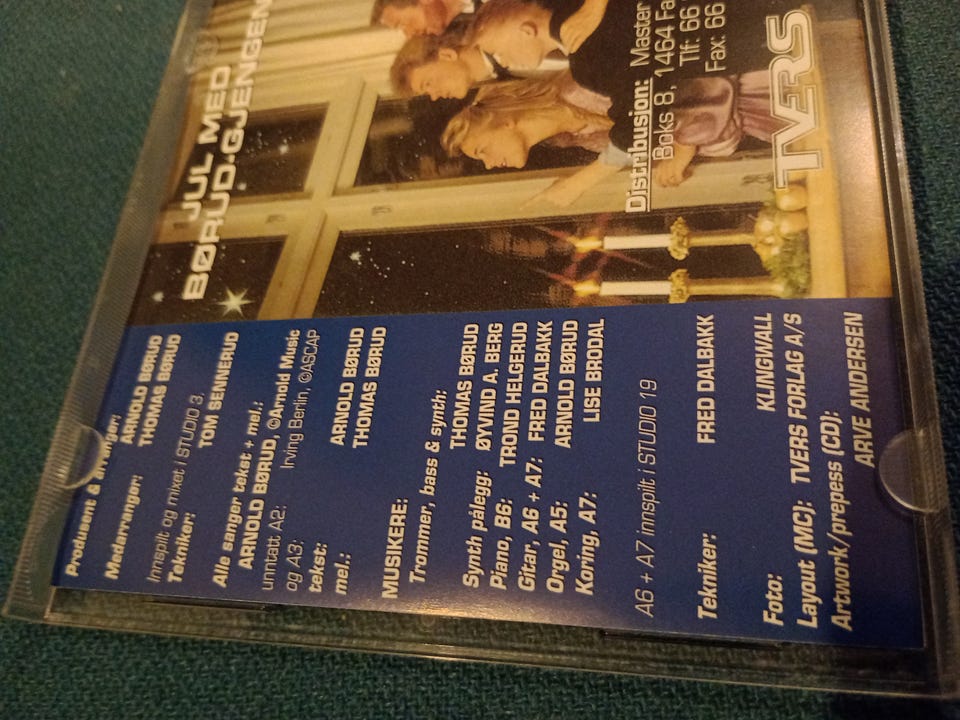 JUL MED
BØRUD-GJENGEN
Produsent & arrangør:
ARNOLD BØRUD
Medarrangør: THOMAS BØRUD
Innspilt og mixet i STUDIO 3.
Tekniker: TOM SENNERUD
Alle sanger tekst + mel.:
ARNOLD BØRUD, ©Arnold Music
unntatt A2: Irving Berlin, ©ASCAP
og A3:
tekst: ARNOLD BØRUD
mel.: THOMAS BØRUD
MUSIKERE:
Trommer, bass & synth:
THOMAS BØRUD
Synth pålegg: ØYVIND A. BERG
Piano, B6: TROND HELGERUD
Gitar, A6 + A7: FRED DALBAKK
Orgel, A5: ARNOLD BØRUD
Koring, A7: LISE BRODAL
A6 + A7 innspilt i STUDIO 19
Tekniker: FRED DALBAKK
Foto: KLINGWALL
Layout (MC): TVERS FORLAG A/S
Artwork/prepess (CD):
ARVE ANDERSEN
Distribusion: Master
Boks 8, 1464 Fa
Tlf: 66
Fax: 66
TVERS